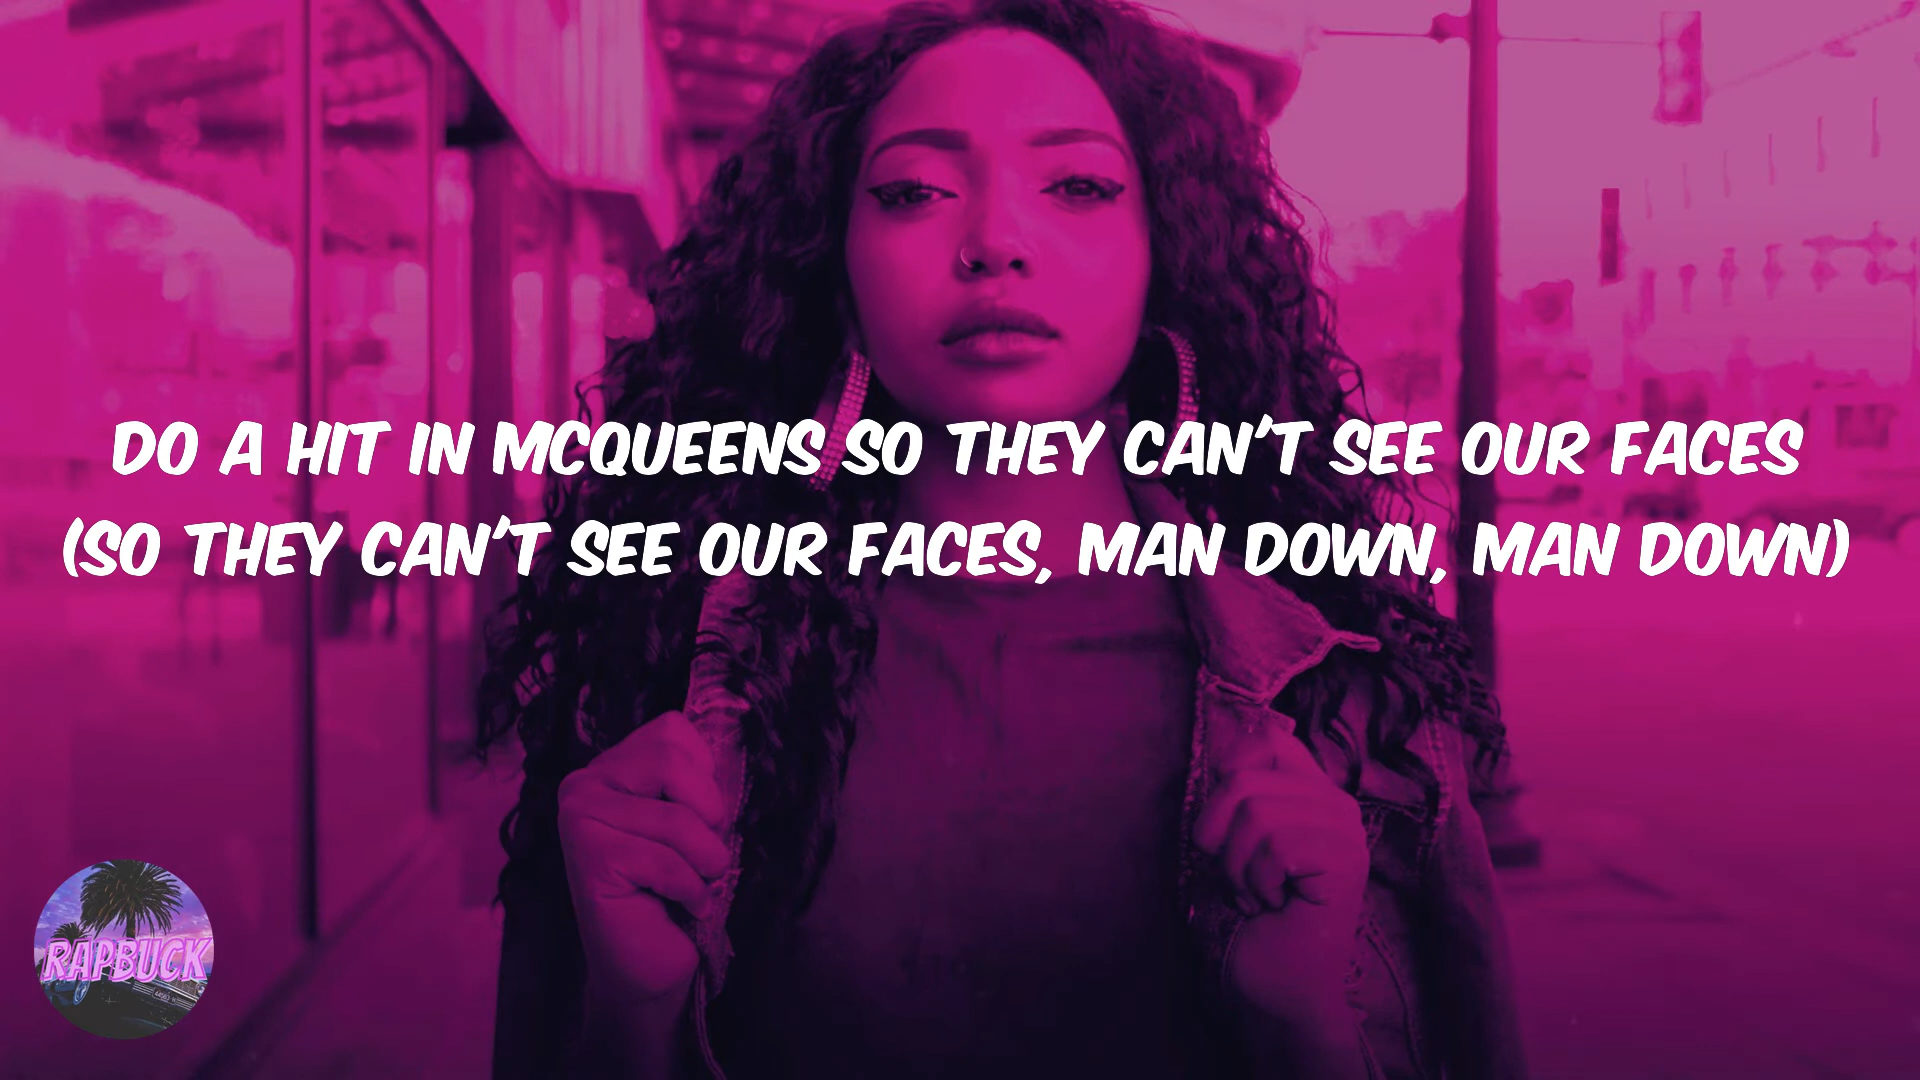 DO A HIT IN MCQUEENS SO THEY CAN'T SEE OUR FACES
(SO THEY CAN'T SEE OUR FACES, MAN DOWN, MAN DOWN)
RAPBUCK